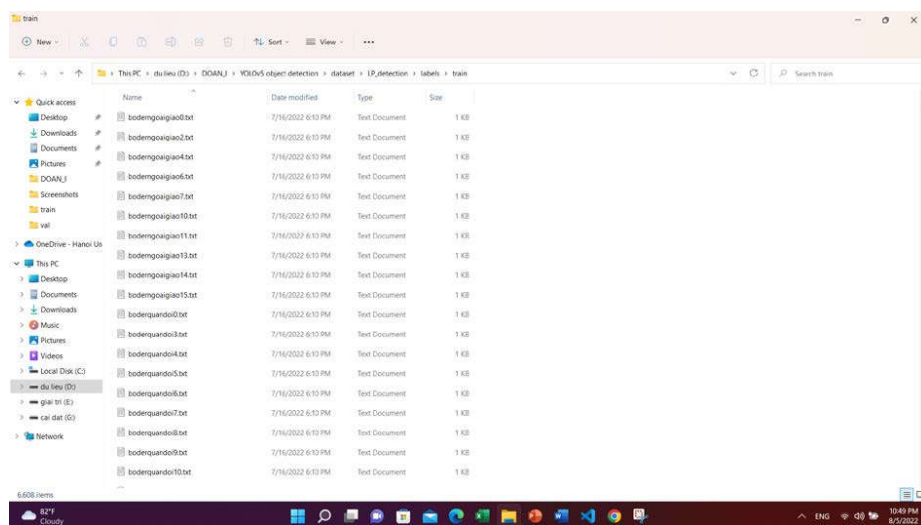 train
New
Sort
View
This PC > du lieu (D:) > DOAN_I > YOLOv5 object detection > dataset > LP_detection > labels > train
Search train
Name Date modified Type Size
Quick access
Desktop
Downloads
Documents
Pictures
DOAN_I
Screenshots
train
val
OneDrive - Hanoi Un
This PC
Desktop
Documents
Downloads
Music
Pictures
Videos
Local Disk (C:)
du lieu (D:)
giai tri (E:)
cai dat (G:)
Network
boderngoaigiao0.txt 7/16/2022 6:10 PM Text Document 1 KB
boderngoaigiao2.txt 7/16/2022 6:10 PM Text Document 1 KB
boderngoaigiao4.txt 7/16/2022 6:10 PM Text Document 1 KB
boderngoaigiao6.txt 7/16/2022 6:10 PM Text Document 1 KB
boderngoaigiao7.txt 7/16/2022 6:10 PM Text Document 1 KB
boderngoaigiao10.txt 7/16/2022 6:10 PM Text Document 1 KB
boderngoaigiao11.txt 7/16/2022 6:10 PM Text Document 1 KB
boderngoaigiao13.txt 7/16/2022 6:10 PM Text Document 1 KB
boderngoaigiao14.txt 7/16/2022 6:10 PM Text Document 1 KB
boderngoaigiao15.txt 7/16/2022 6:10 PM Text Document 1 KB
boderquandoi0.txt 7/16/2022 6:10 PM Text Document 1 KB
boderquandoi3.txt 7/16/2022 6:10 PM Text Document 1 KB
boderquandoi4.txt 7/16/2022 6:10 PM Text Document 1 KB
boderquandoi5.txt 7/16/2022 6:10 PM Text Document 1 KB
boderquandoi6.txt 7/16/2022 6:10 PM Text Document 1 KB
boderquandoi7.txt 7/16/2022 6:10 PM Text Document 1 KB
boderquandoi8.txt 7/16/2022 6:10 PM Text Document 1 KB
boderquandoi9.txt 7/16/2022 6:10 PM Text Document 1 KB
boderquandoi10.txt 7/16/2022 6:10 PM Text Document 1 KB
6,608 items
82°F
Cloudy
ENG
10:49 PM
8/5/2022